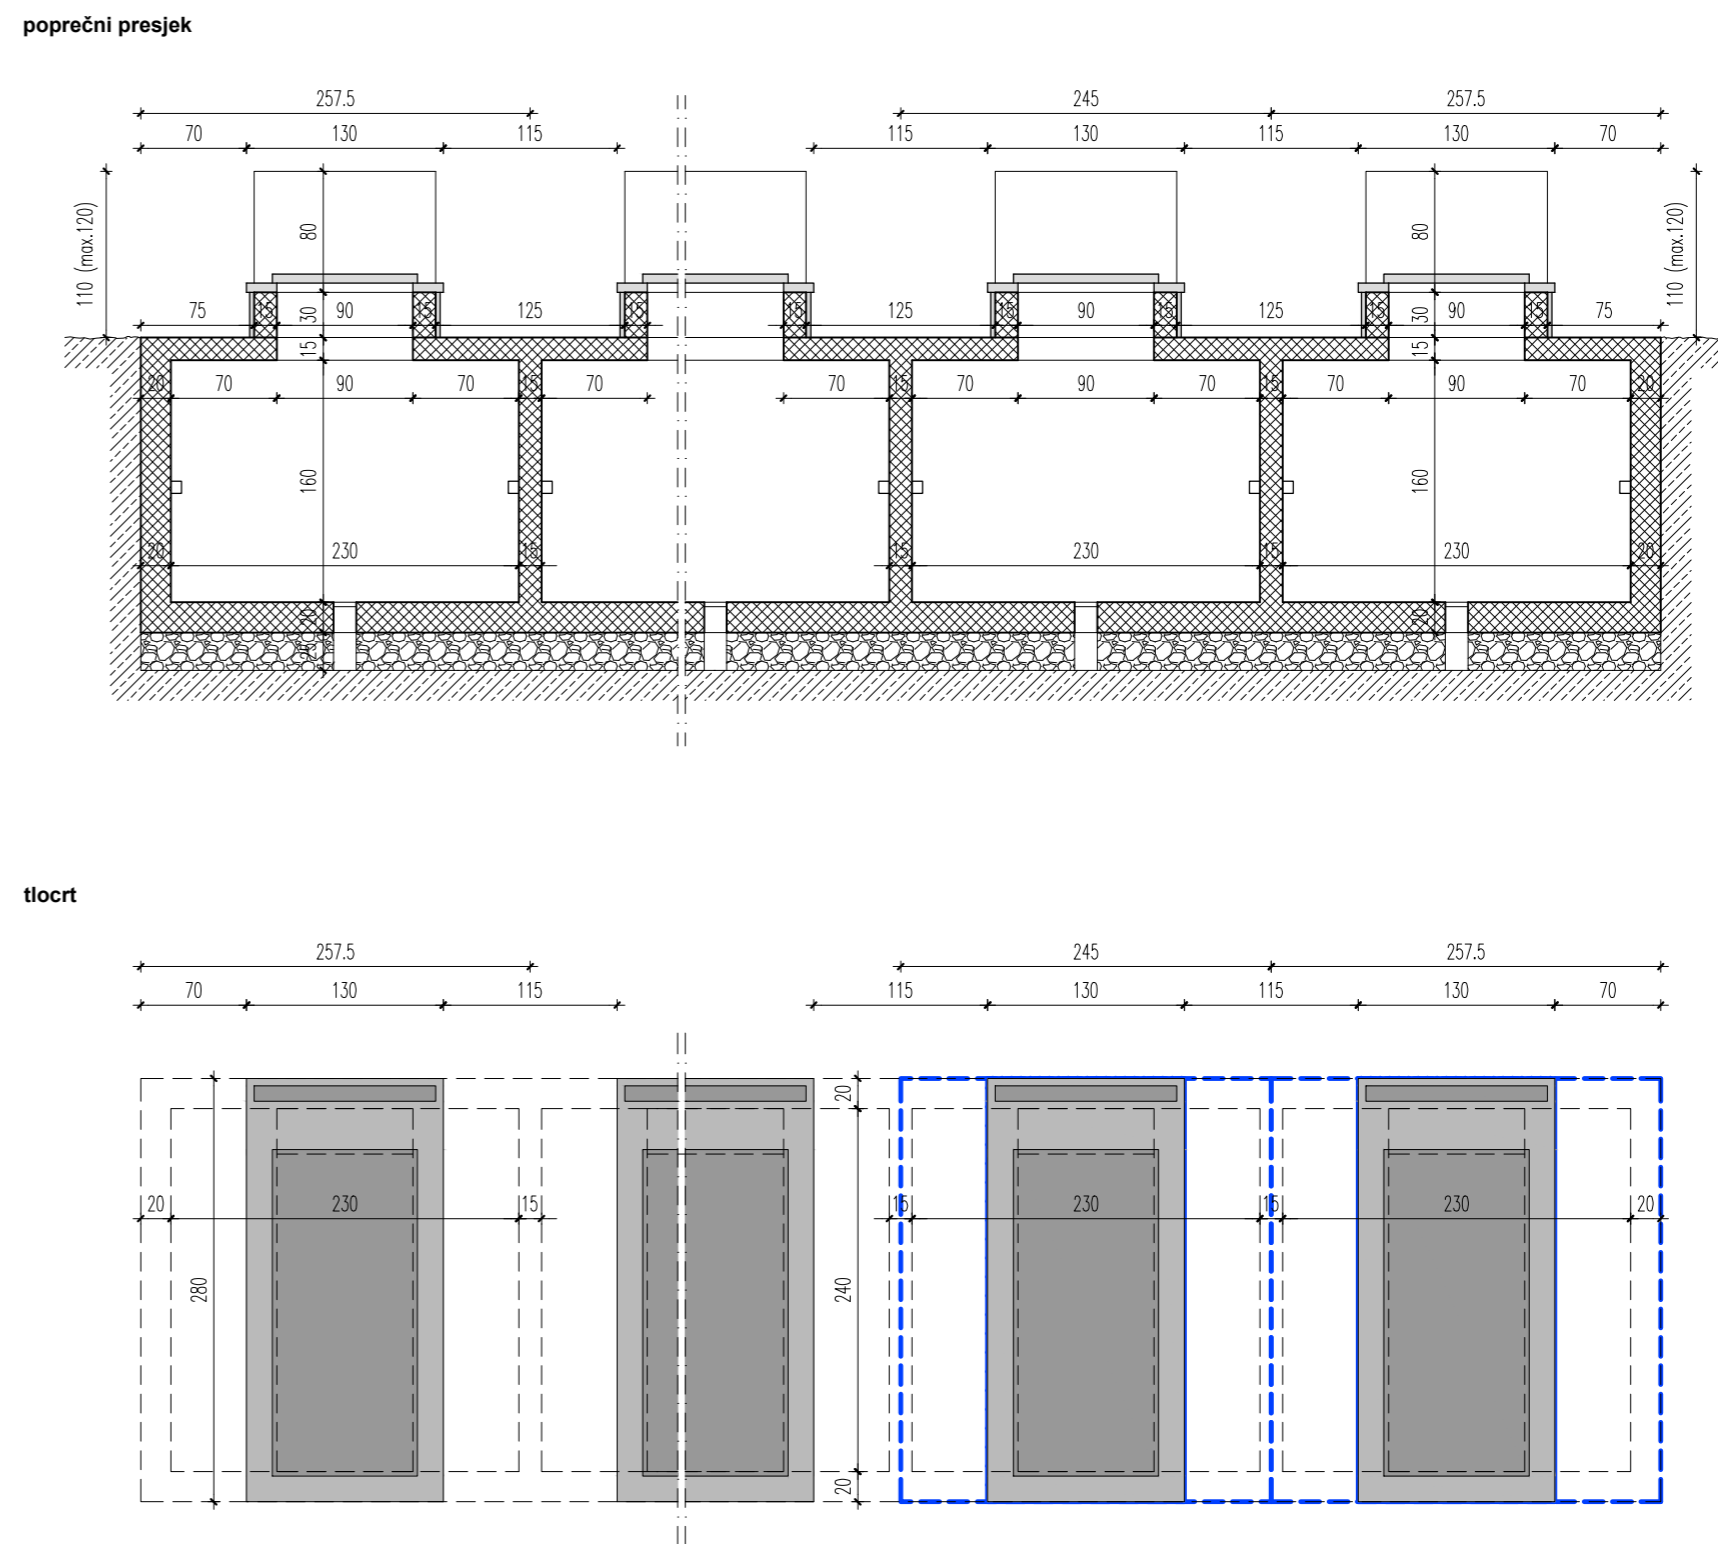 poprečni presjek
257.5 245 257.5
70 130 115 115 130 115 130 70
110 (max.120) 80 80 110 (max.120)
75 15 90 15 125 15 15 125 15 90 15 125 15 90 15 75
30 30
15 15
20 70 90 70 15 70 70 15 70 90 70 15 70 90 70 20
160 160
20 230 15 15 230 15 230 20
20 20
25
tlocrt
257.5 245 257.5
70 130 115 115 130 115 130 70
20
20 230 15 15 230 15 230 20
280 240
20